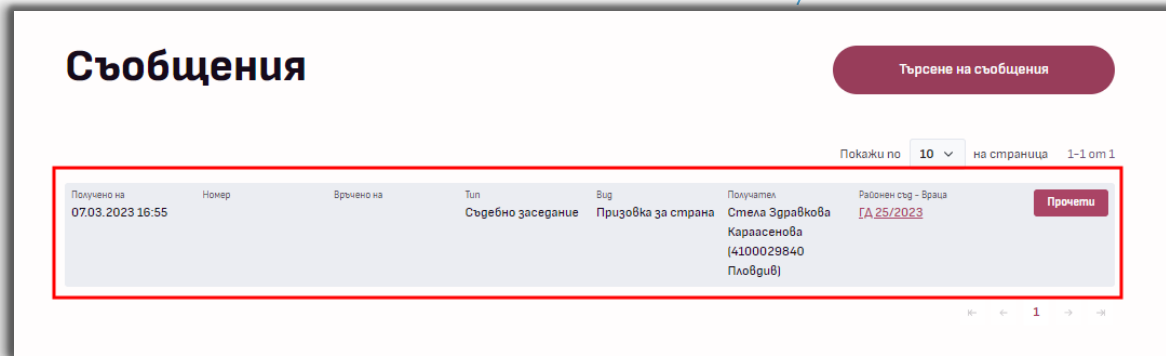 Съобщения
Търсене на съобщения
Покажи по 10 на страница 1-1 от 1
Получено на Номер Връчено на Тип Вид Получател Районен съд - Враца
07.03.2023 16:55 Съдебно заседание Призовка за страна Стела Здравкова ГД 25/2023 Прочети
Караасенова
(4100029840
Пловдив)
1